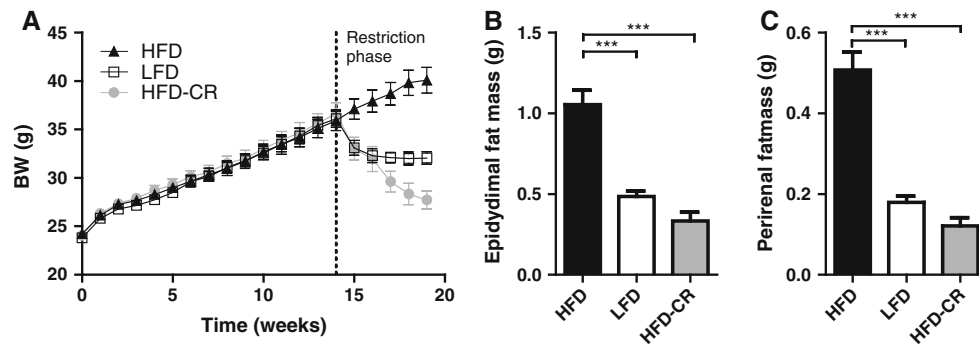 A
HFD
LFD
HFD-CR
Restriction
phase
BW (g)
45
40
35
30
25
20
0
5
10
15
20
Time (weeks)
B
Epidydimal fat mass (g)
1.5
1.0
0.5
0.0
***
***
HFD
LFD
HFD-CR
C
Perirenal fatmass (g)
0.6
0.4
0.2
0.0
***
***
HFD
LFD
HFD-CR